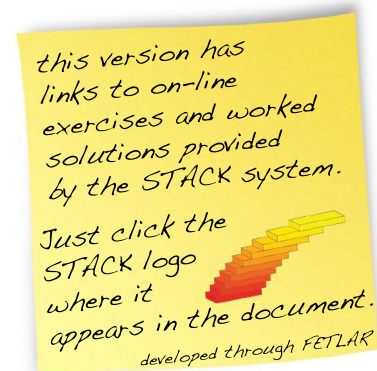 this version has
links to on-line
exercises and worked
solutions provided
by the STACK system.
Just click the
STACK logo
where it
appears in the document.
developed through FETLAR